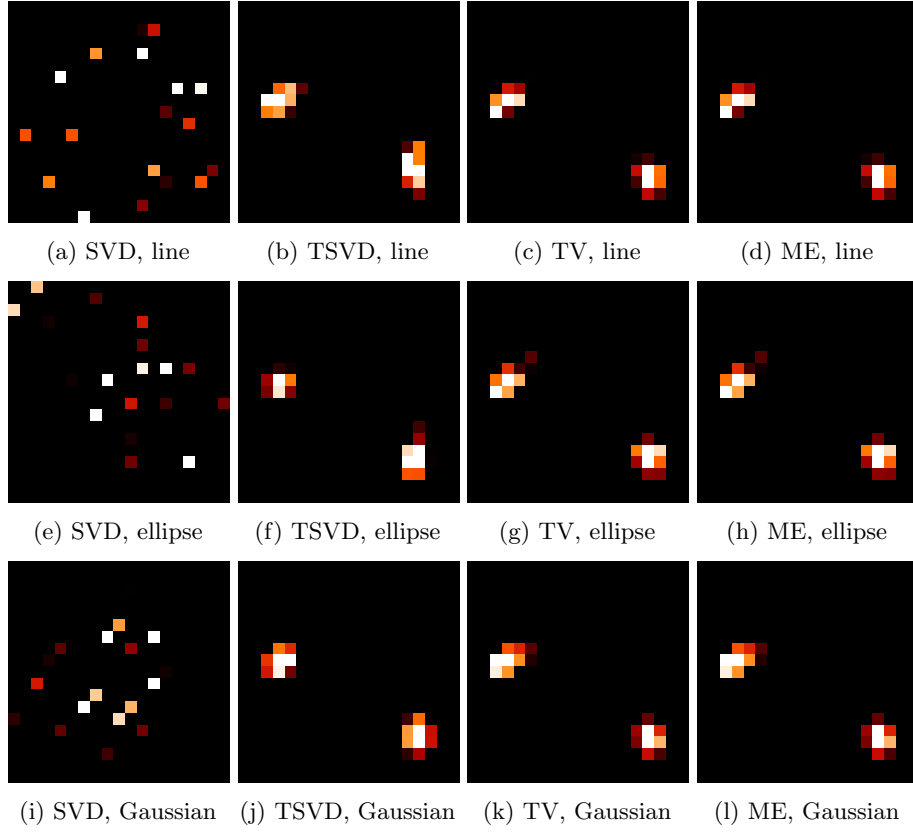 (a) SVD, line (b) TSVD, line (c) TV, line (d) ME, line
(e) SVD, ellipse (f) TSVD, ellipse (g) TV, ellipse (h) ME, ellipse
(i) SVD, Gaussian (j) TSVD, Gaussian (k) TV, Gaussian (l) ME, Gaussian